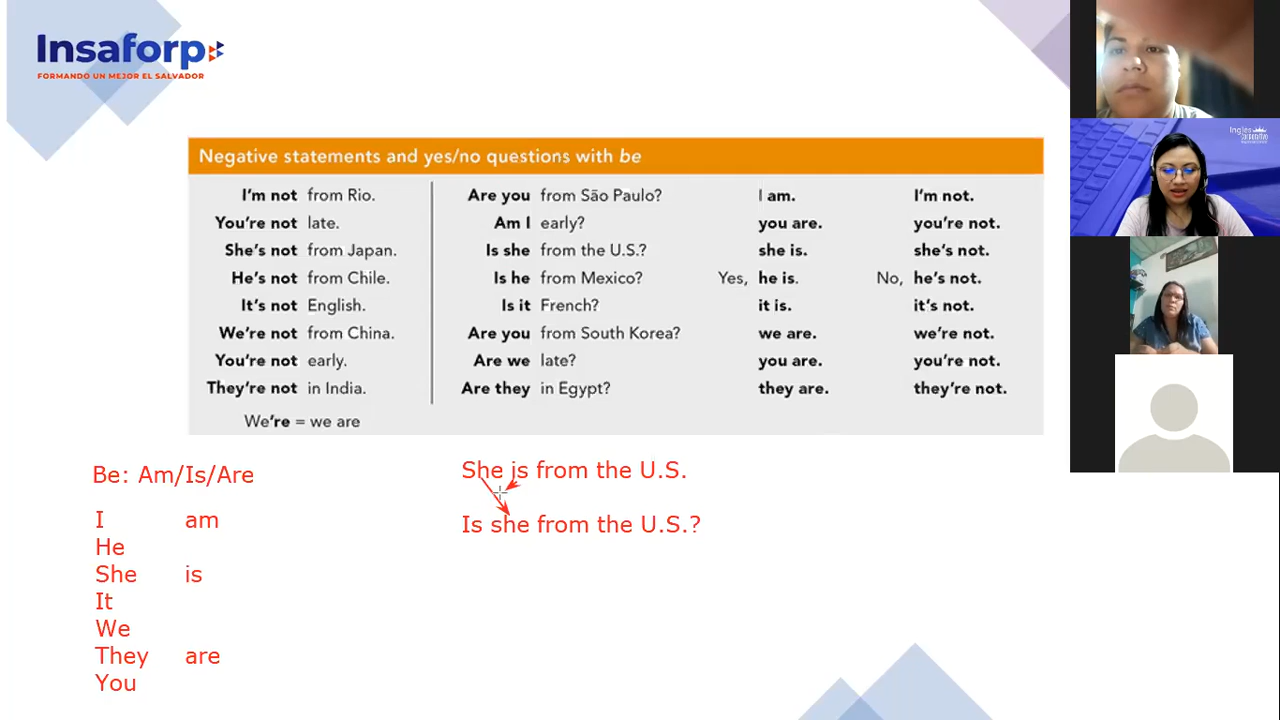 Insaforp
FORMANDO UN MEJOR EL SALVADOR
Negative statements and yes/no questions with be
I'm not from Rio. Are you from São Paulo? I am. I'm not.
You're not late. Am I early? you are. you're not.
She's not from Japan. Is she from the U.S.? she is. she's not.
He's not from Chile. Is he from Mexico? Yes, he is. No, he's not.
It's not English. Is it French? it is. it's not.
We're not from China. Are you from South Korea? we are. we're not.
You're not early. Are we late? you are. you're not.
They're not in India. Are they in Egypt? they are. they're not.
We're = we are
Be: Am/Is/Are
I am
He
She is
It
We
They are
You
She is from the U.S.
Is she from the U.S.?
Ingles